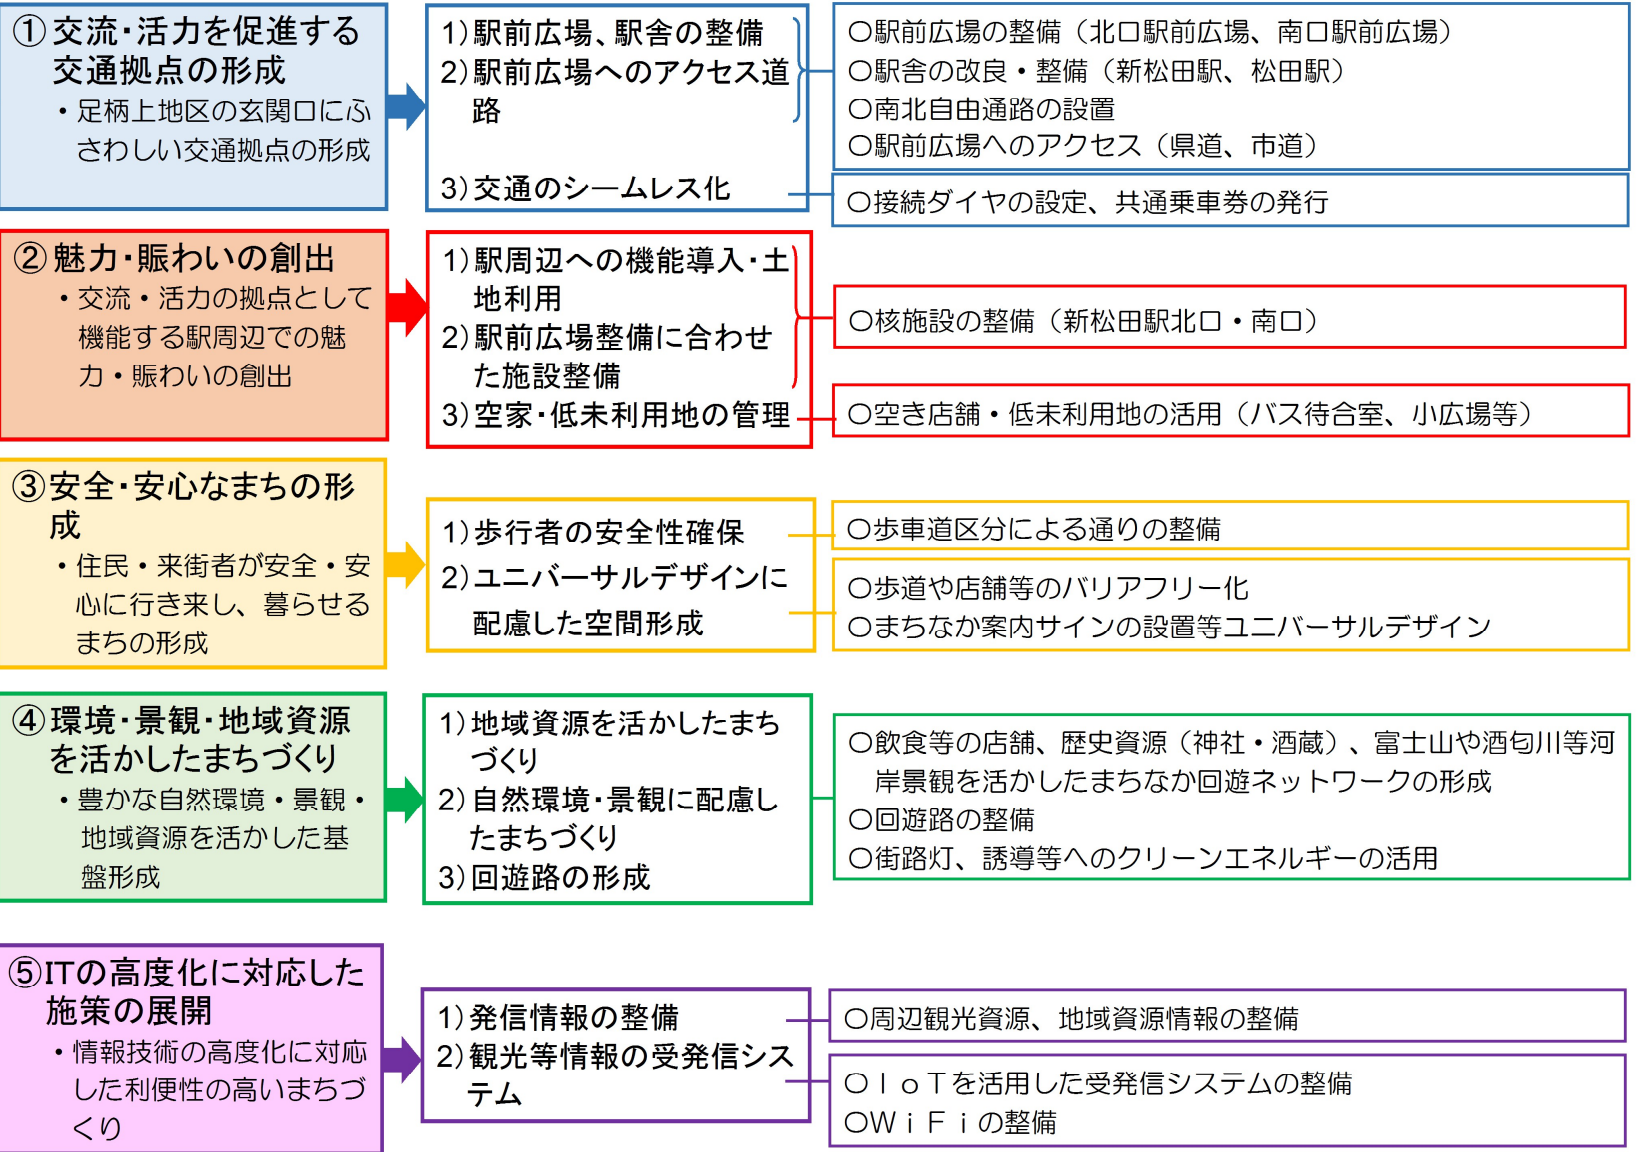 ①交流・活力を促進する
交通拠点の形成
・足柄上地区の玄関口にふ
さわしい交通拠点の形成
1)駅前広場、駅舎の整備
2)駅前広場へのアクセス道
路
3)交通のシームレス化
○駅前広場の整備（北口駅前広場、南口駅前広場）
○駅舎の改良・整備（新松田駅、松田駅）
○南北自由通路の設置
○駅前広場へのアクセス（県道、市道）
○接続ダイヤの設定、共通乗車券の発行
②魅力・賑わいの創出
・交流・活力の拠点として
機能する駅周辺での魅
力・賑わいの創出
1)駅周辺への機能導入・土
地利用
2)駅前広場整備に合わせ
た施設整備
3)空家・低未利用地の管理
○核施設の整備（新松田駅北口・南口）
○空き店舗・低未利用地の活用（バス待合室、小広場等）
③安全・安心なまちの形
成
・住民・来街者が安全・安
心に行き来し、暮らせる
まちの形成
1)歩行者の安全性確保
2)ユニバーサルデザインに
配慮した空間形成
○歩車道区分による通りの整備
○歩道や店舗等のバリアフリー化
○まちなか案内サインの設置等ユニバーサルデザイン
④環境・景観・地域資源
を活かしたまちづくり
・豊かな自然環境・景観・
地域資源を活かした基
盤形成
1)地域資源を活かしたまち
づくり
2)自然環境・景観に配慮し
たまちづくり
3)回遊路の形成
○飲食等の店舗、歴史資源（神社・酒蔵）、富士山や酒匂川等河
岸景観を活かしたまちなか回遊ネットワークの形成
○回遊路の整備
○街路灯、誘導等へのクリーンエネルギーの活用
⑤ITの高度化に対応した
施策の展開
・情報技術の高度化に対応
した利便性の高いまちづ
くり
1)発信情報の整備
2)観光等情報の受発信シス
テム
○周辺観光資源、地域資源情報の整備
○ＩｏＴを活用した受発信システムの整備
○ＷｉＦｉの整備